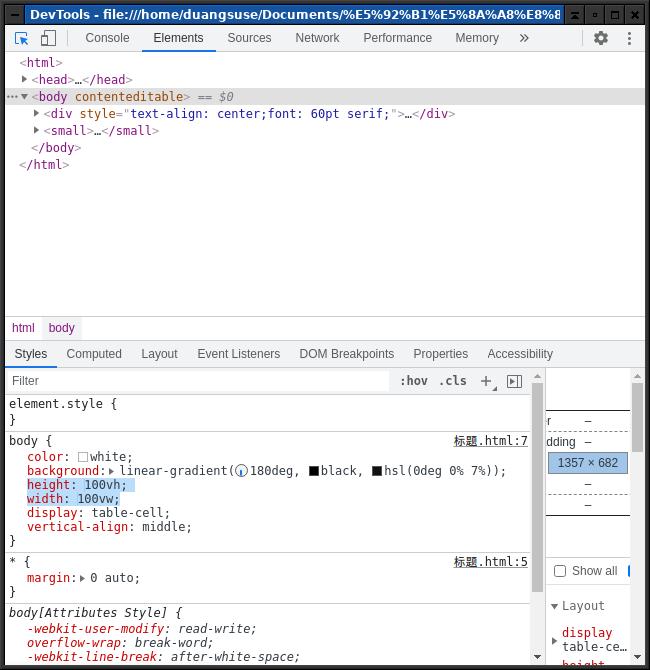 DevTools - file:///home/duangsuse/Documents/%E5%92%B1%E5%8A%A8%E8%8
Console Elements Sources Network Performance Memory »
<html>
<head>…</head>
<body contenteditable> == $0
<div style="text-align: center;font: 60pt serif;">…</div>
<small>…</small>
</body>
</html>
html body
Styles Computed Layout Event Listeners DOM Breakpoints Properties Accessibility
Filter :hov .cls +
element.style {
}
body { 标题.html:7
color: white;
background: linear-gradient(180deg, black, hsl(0deg 0% 7%));
height: 100vh;
width: 100vw;
display: table-cell;
vertical-align: middle;
}
* { 标题.html:5
margin: 0 auto;
}
body[Attributes Style] {
-webkit-user-modify: read-write;
overflow-wrap: break-word;
-webkit-line-break: after-white-space;
r –
dding –
1357 × 682
–
–
Show all
Layout
display
table-ce…
height